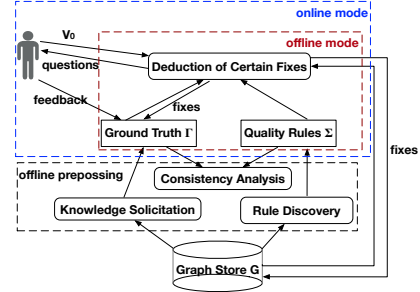 online mode
V₀
offline mode
questions
Deduction of Certain Fixes
feedback
fixes
Ground Truth Γ
Quality Rules Σ
fixes
offline preposssing
Consistency Analysis
Knowledge Solicitation
Rule Discovery
Graph Store G